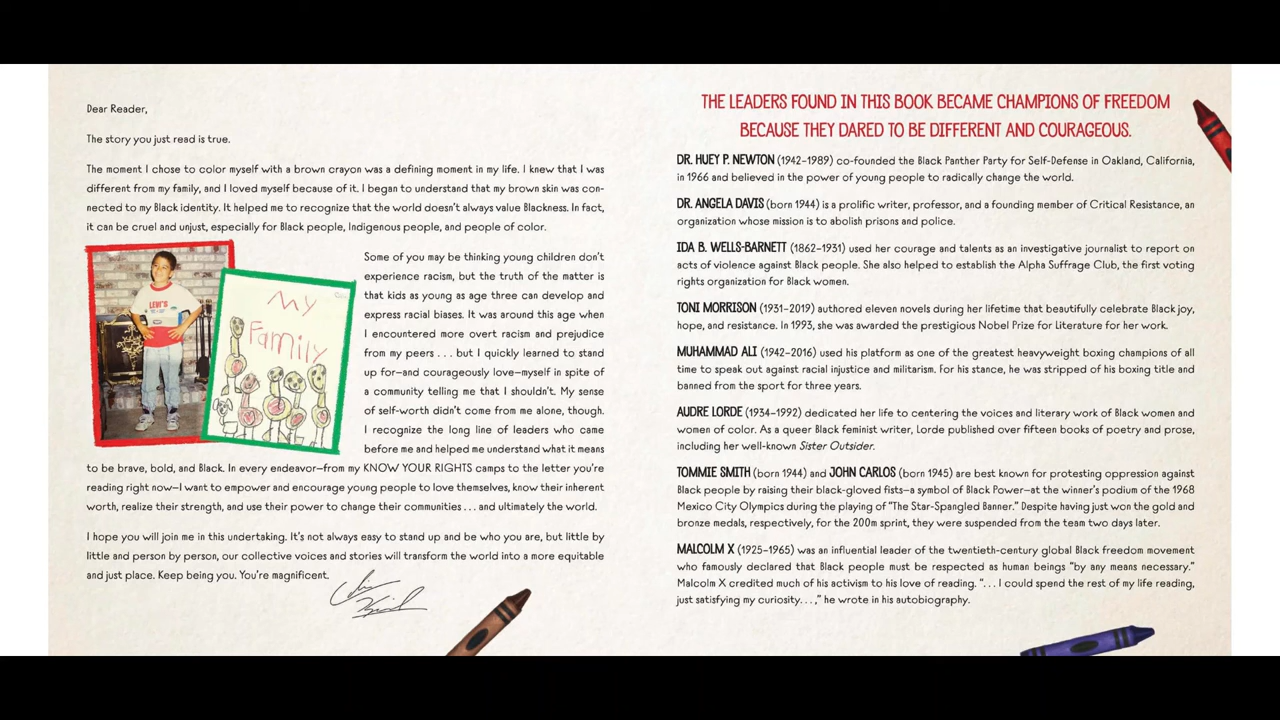 Dear Reader,
The story you just read is true.
The moment I chose to color myself with a brown crayon was a defining moment in my life. I knew that I was
different from my family, and I loved myself because of it. I began to understand that my brown skin was con-
nected to my Black identity. It helped me to recognize that the world doesn't always value Blackness. In fact,
it can be cruel and unjust, especially for Black people, Indigenous people, and people of color.
LEVI'S
My
Family
Some of you may be thinking young children don't
experience racism, but the truth of the matter is
that kids as young as age three can develop and
express racial biases. It was around this age when
I encountered more overt racism and prejudice
from my peers . . . but I quickly learned to stand
up for—and courageously love—myself in spite of
a community telling me that I shouldn't. My sense
of self-worth didn't come from me alone, though.
I recognize the long line of leaders who came
before me and helped me understand what it means
to be brave, bold, and Black. In every endeavor—from my KNOW YOUR RIGHTS camps to the letter you're
reading right now—I want to empower and encourage young people to love themselves, know their inherent
worth, realize their strength, and use their power to change their communities . . . and ultimately the world.
I hope you will join me in this undertaking. It's not always easy to stand up and be who you are, but little by
little and person by person, our collective voices and stories will transform the world into a more equitable
and just place. Keep being you. You're magnificent.
THE LEADERS FOUND IN THIS BOOK BECAME CHAMPIONS OF FREEDOM
BECAUSE THEY DARED TO BE DIFFERENT AND COURAGEOUS.
DR. HUEY P. NEWTON (1942-1989) co-founded the Black Panther Party for Self-Defense in Oakland, California,
in 1966 and believed in the power of young people to radically change the world.
DR. ANGELA DAVIS (born 1944) is a prolific writer, professor, and a founding member of Critical Resistance, an
organization whose mission is to abolish prisons and police.
IDA B. WELLS-BARNETT (1862-1931) used her courage and talents as an investigative journalist to report on
acts of violence against Black people. She also helped to establish the Alpha Suffrage Club, the first voting
rights organization for Black women.
TONI MORRISON (1931-2019) authored eleven novels during her lifetime that beautifully celebrate Black joy,
hope, and resistance. In 1993, she was awarded the prestigious Nobel Prize for Literature for her work.
MUHAMMAD ALI (1942-2016) used his platform as one of the greatest heavyweight boxing champions of all
time to speak out against racial injustice and militarism. For his stance, he was stripped of his boxing title and
banned from the sport for three years.
AUDRE LORDE (1934-1992) dedicated her life to centering the voices and literary work of Black women and
women of color. As a queer Black feminist writer, Lorde published over fifteen books of poetry and prose,
including her well-known Sister Outsider.
TOMMIE SMITH (born 1944) and JOHN CARLOS (born 1945) are best known for protesting oppression against
Black people by raising their black-gloved fists—a symbol of Black Power—at the winner's podium of the 1968
Mexico City Olympics during the playing of "The Star-Spangled Banner." Despite having just won the gold and
bronze medals, respectively, for the 200m sprint, they were suspended from the team two days later.
MALCOLM X (1925-1965) was an influential leader of the twentieth-century global Black freedom movement
who famously declared that Black people must be respected as human beings "by any means necessary."
Malcolm X credited much of his activism to his love of reading. ". . . I could spend the rest of my life reading,
just satisfying my curiosity. . . ," he wrote in his autobiography.